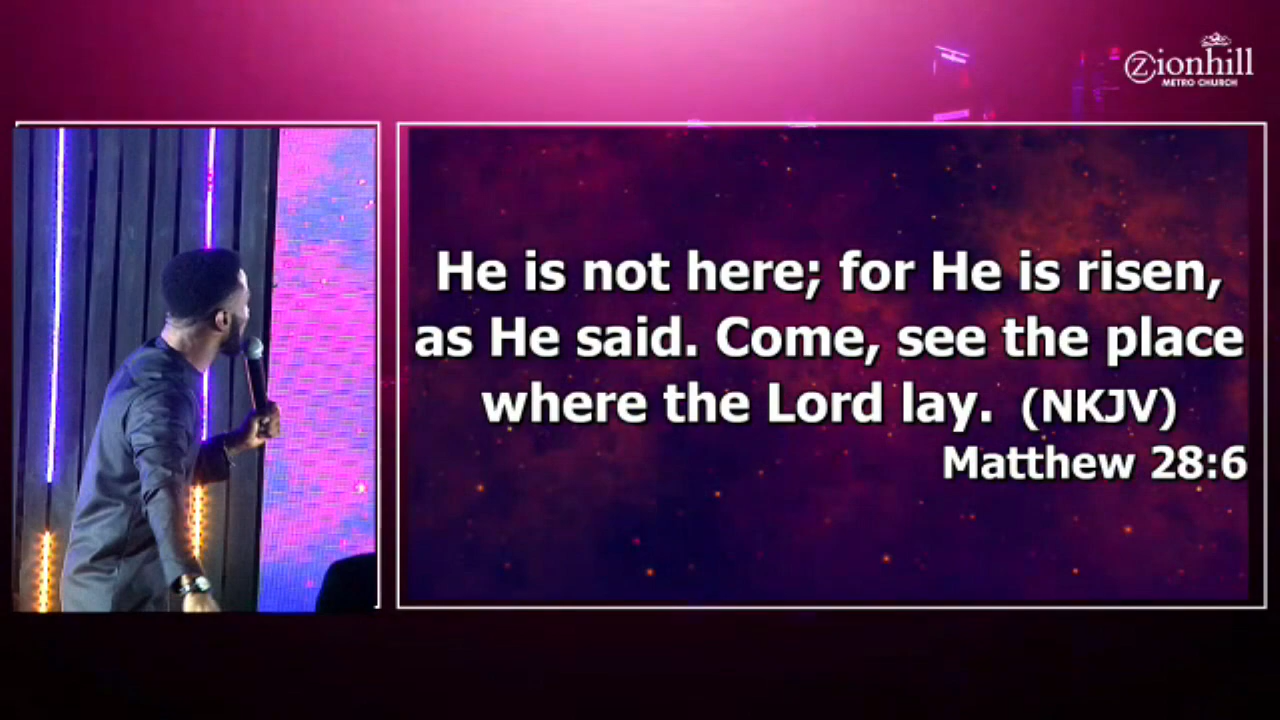 Zionhill
METRO CHURCH
He is not here; for He is risen,
as He said. Come, see the place
where the Lord lay. (NKJV)
Matthew 28:6